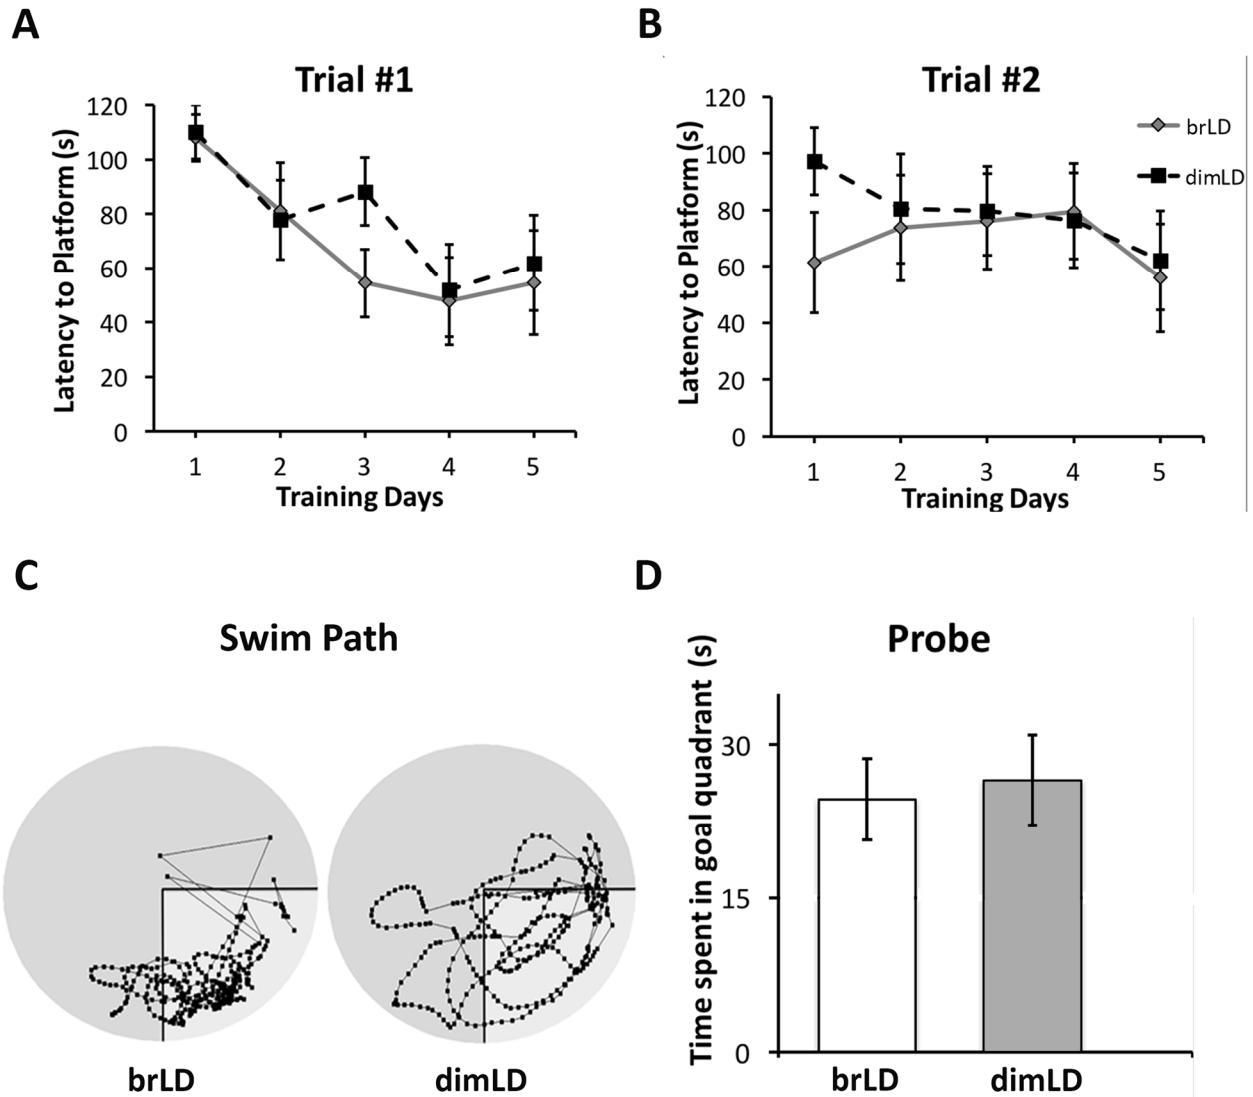 A
Trial #1
Latency to Platform (s)
120
100
80
60
40
20
0
1 2 3 4 5
Training Days
B
Trial #2
Latency to Platform (s)
120
100
80
60
40
20
0
1 2 3 4 5
Training Days
brLD
dimLD
C
Swim Path
brLD
dimLD
D
Probe
Time spent in goal quadrant (s)
30
15
0
brLD
dimLD